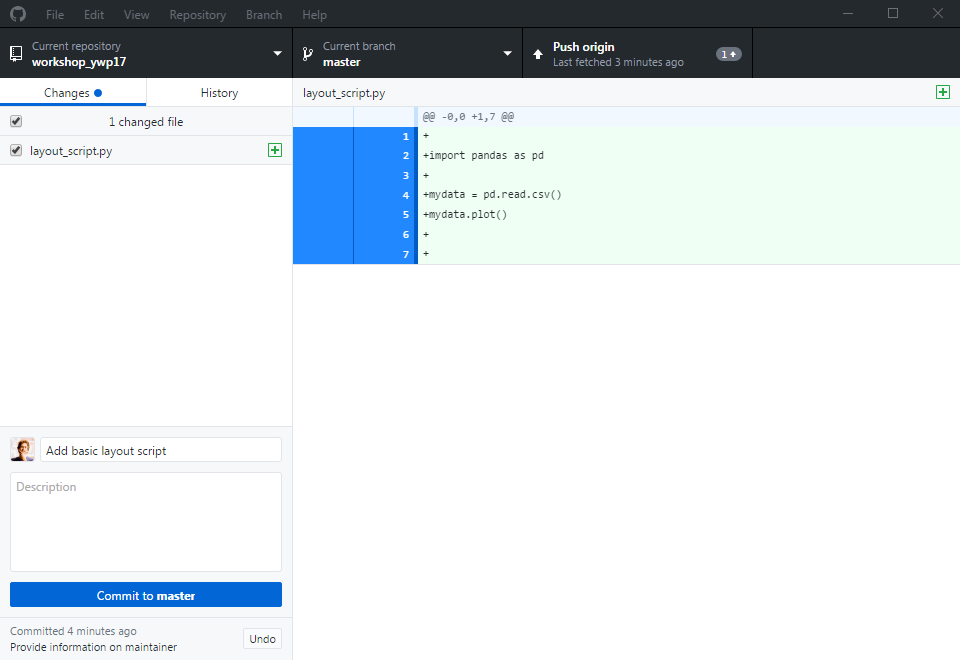 File Edit View Repository Branch Help
Current repository
workshop_ywp17
Current branch
master
Push origin
Last fetched 3 minutes ago
1
Changes
History
1 changed file
layout_script.py
Add basic layout script
Description
Commit to master
Committed 4 minutes ago
Provide information on maintainer
Undo
layout_script.py
@@ -0,0 +1,7 @@
1 +
2 +import pandas as pd
3 +
4 +mydata = pd.read.csv()
5 +mydata.plot()
6 +
7 +